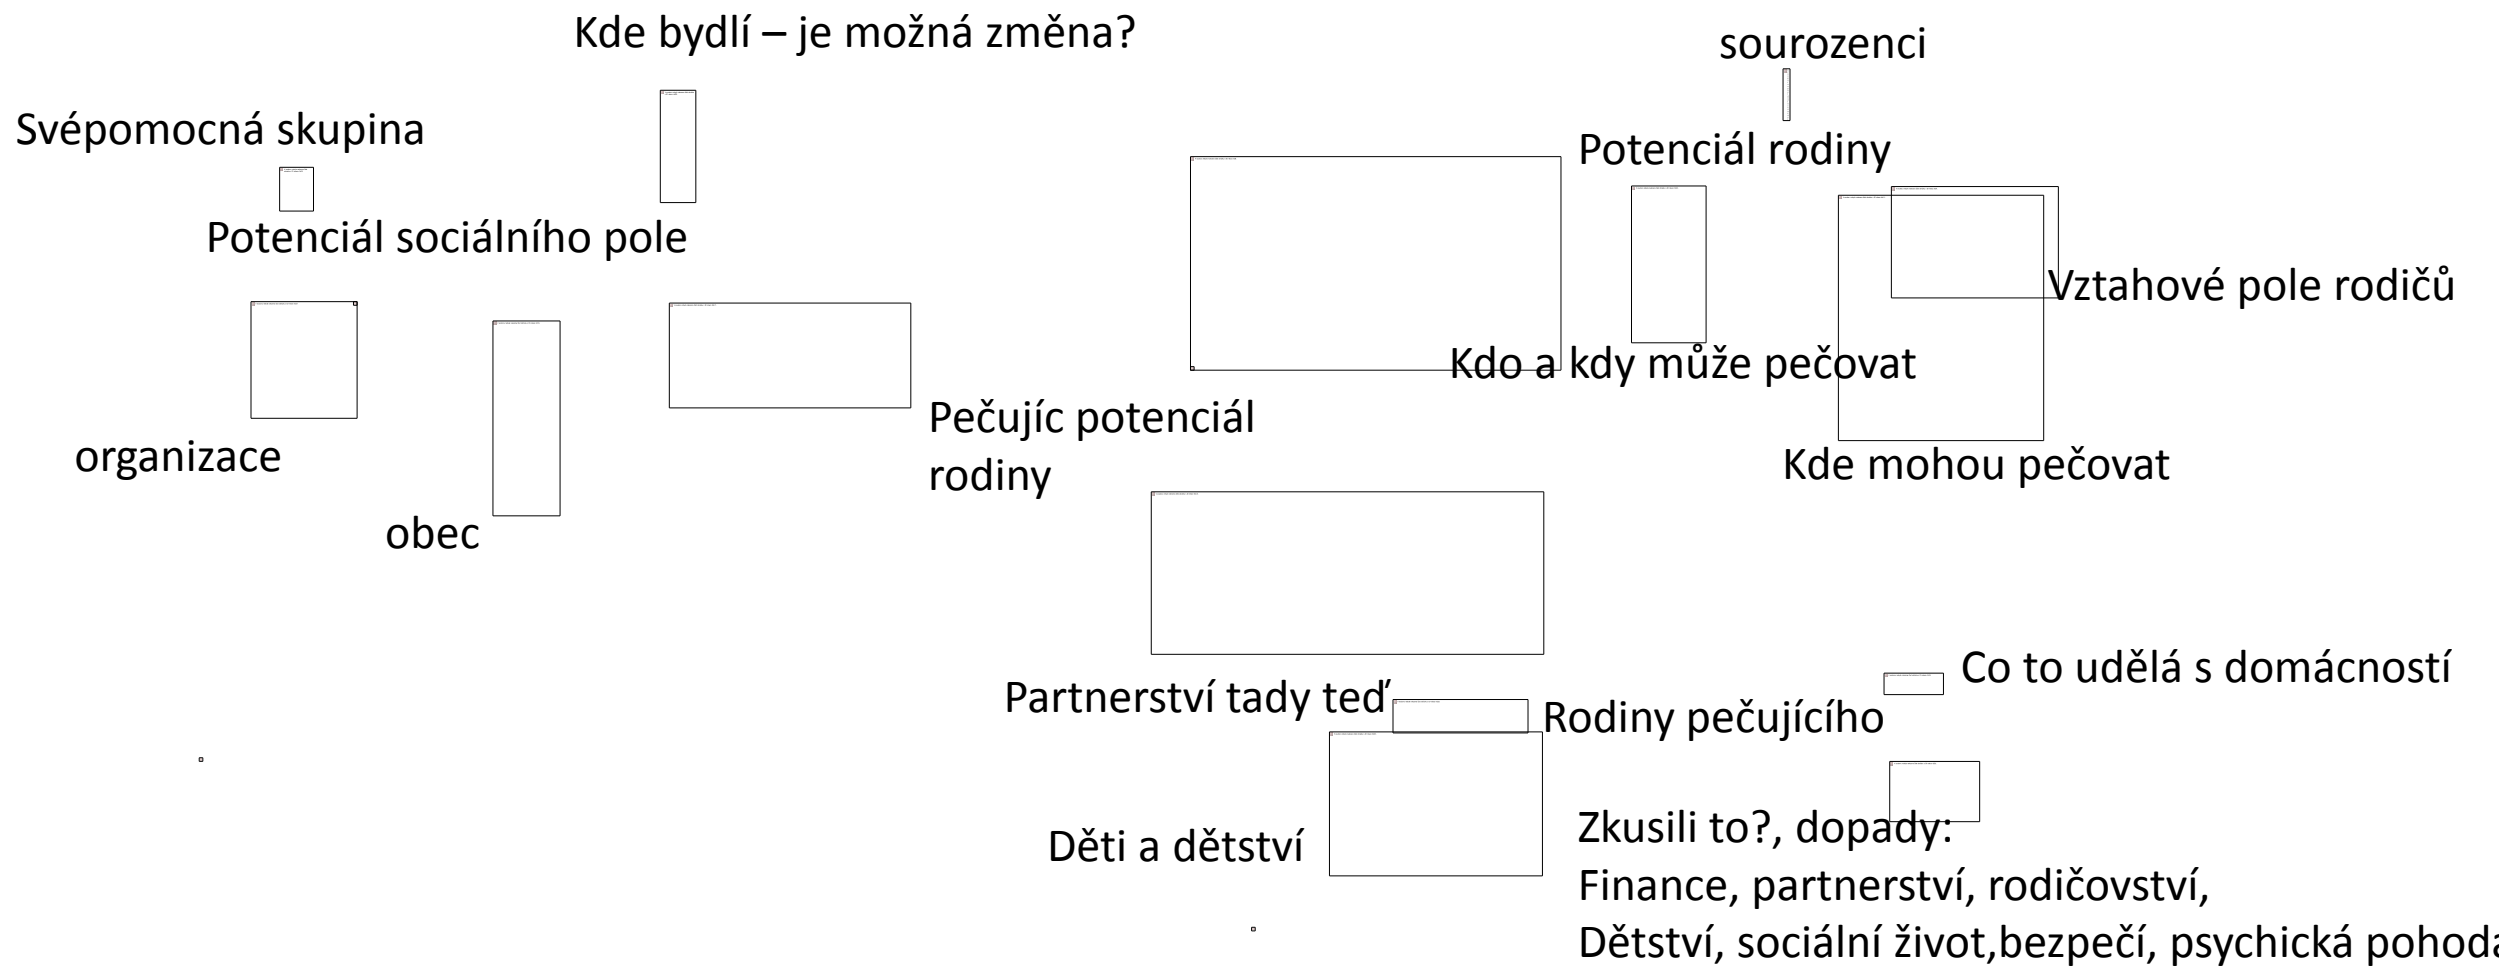 Kde bydlí – je možná změna?
sourozenci
Svépomocná skupina
Potenciál rodiny
Potenciál sociálního pole
Vztahové pole rodičů
Kdo a kdy může pečovat
Pečujíc potenciál
rodiny
organizace
Kde mohou pečovat
obec
Co to udělá s domácností
Partnerství tady teď
Rodiny pečujícího
Zkusili to?, dopady:
Děti a dětství
Finance, partnerství, rodičovství,
Dětství, sociální život,bezpečí, psychická pohoda